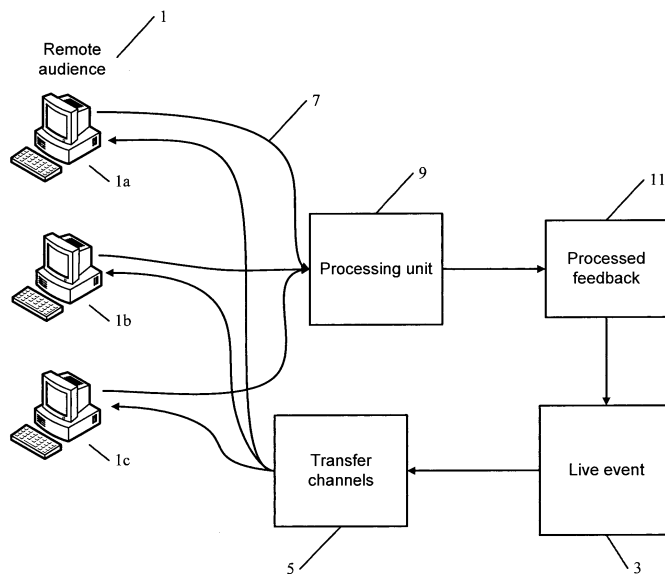 1
Remote
audience
7
1a
9
11
Processing unit
Processed
feedback
1b
1c
Transfer
channels
Live event
5
3